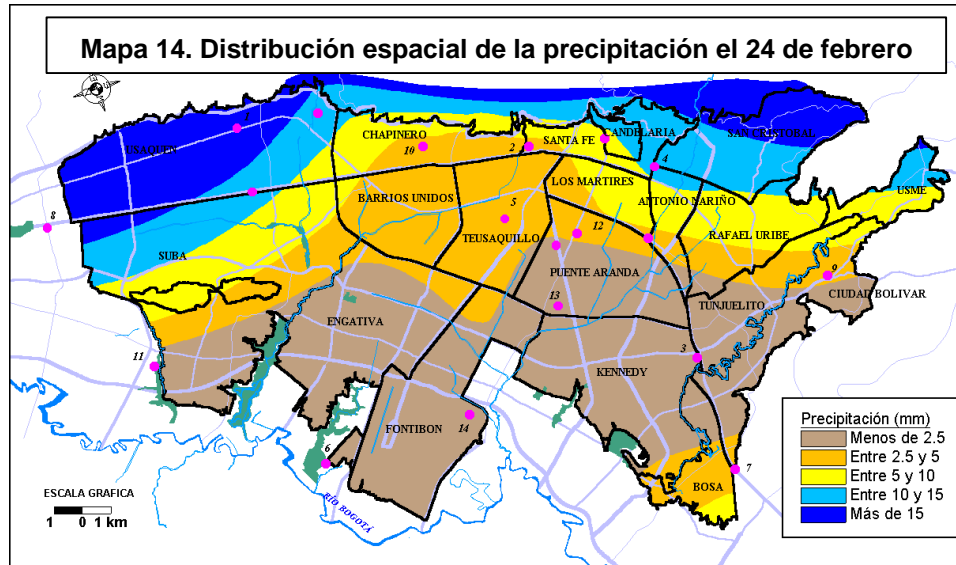 Mapa 14. Distribución espacial de la precipitación el 24 de febrero
1
USAQUEN
CHAPINERO
10
2
SANTA FE
CANDELARIA
SAN CRISTOBAL
4
LOS MARTIRES
BARRIOS UNIDOS
ANTONIO NARIÑO
USME
8
5
TEUSAQUILLO
12
RAFAEL URIBE
SUBA
PUENTE ARANDA
9
CIUDAD BOLIVAR
TUNJUELITO
13
ENGATIVA
11
3
KENNEDY
FONTIBON
14
6
7
BOSA
RÍO BOGOTÁ
ESCALA GRAFICA
1 0 1 km
Precipitación (mm)
Menos de 2.5
Entre 2.5 y 5
Entre 5 y 10
Entre 10 y 15
Más de 15